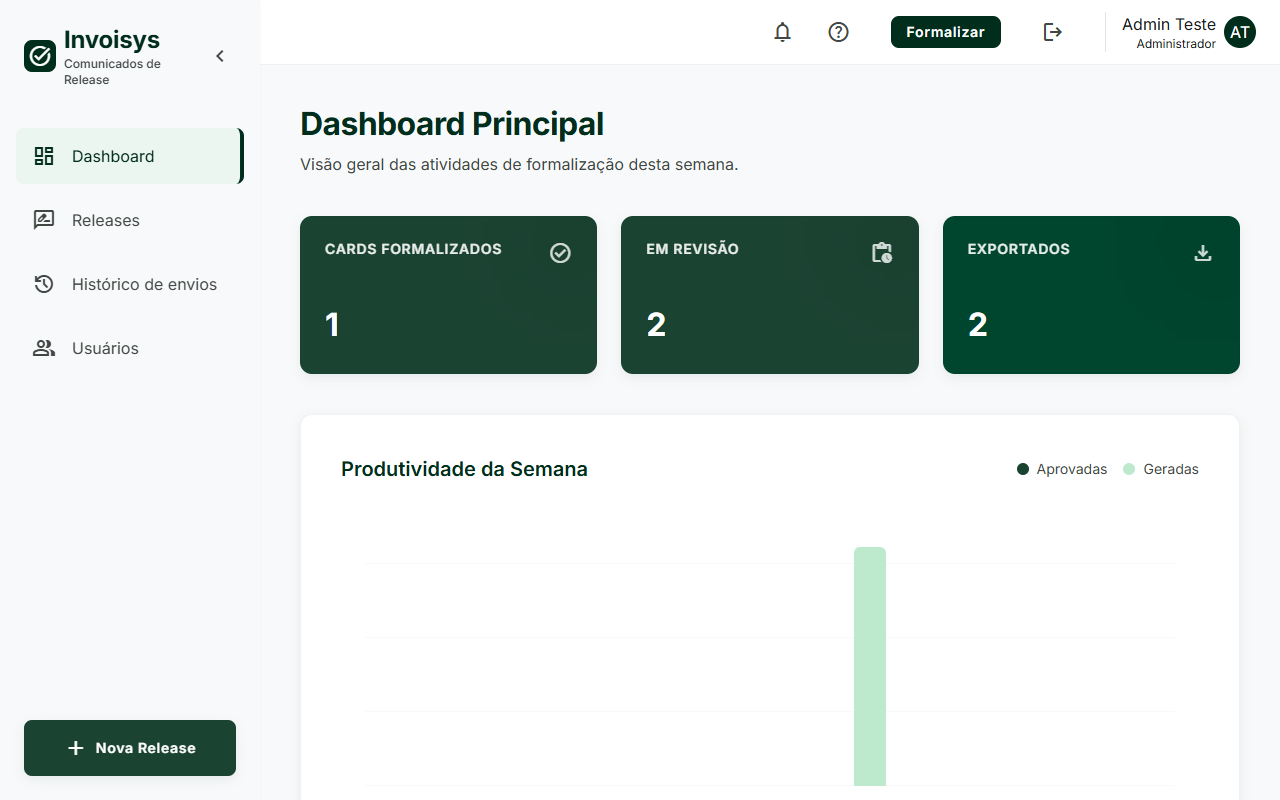 Invoisys
Comunicados de
Release
Dashboard
Releases
Histórico de envios
Usuários
Nova Release
Formalizar
Admin Teste
Administrador
AT
Dashboard Principal
Visão geral das atividades de formalização desta semana.
CARDS FORMALIZADOS
1
EM REVISÃO
2
EXPORTADOS
2
Produtividade da Semana
Aprovadas
Geradas